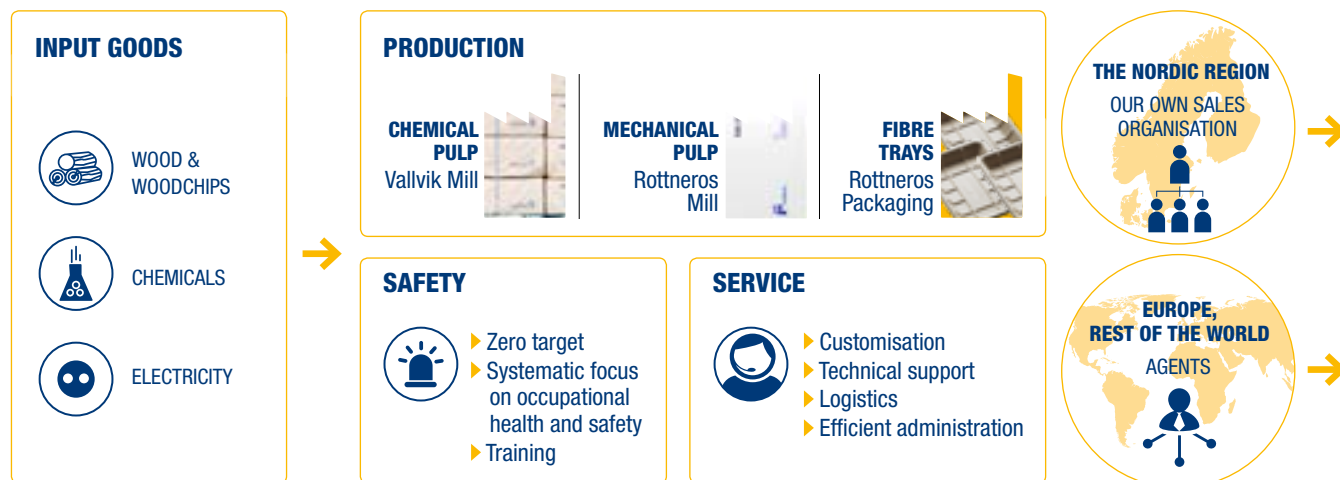 INPUT GOODS
WOOD &
WOODCHIPS
CHEMICALS
ELECTRICITY
PRODUCTION
CHEMICAL
PULP
Vallvik Mill
MECHANICAL
PULP
Rottneros
Mill
FIBRE
TRAYS
Rottneros
Packaging
SAFETY
Zero target
Systematic focus
on occupational
health and safety
Training
SERVICE
Customisation
Technical support
Logistics
Efficient administration
THE NORDIC REGION
OUR OWN SALES
ORGANISATION
EUROPE,
REST OF THE WORLD
AGENTS